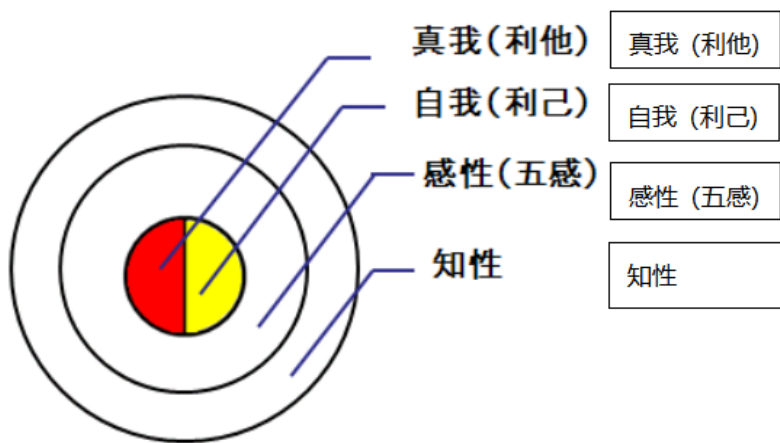 真我(利他)
真我 (利他)
自我(利己)
自我 (利己)
感性(五感)
感性 (五感)
知性
知性